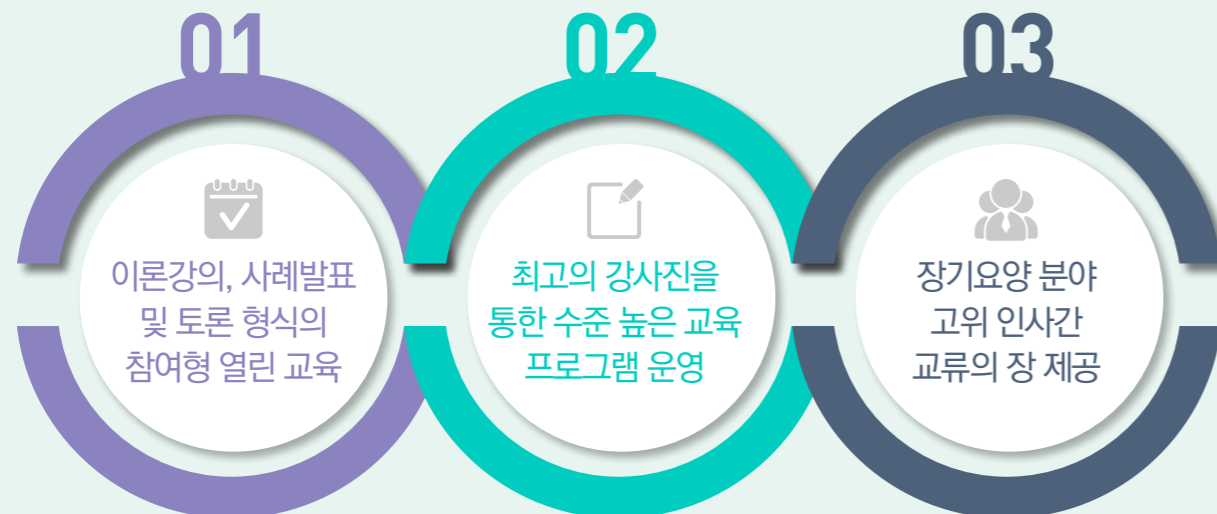 01
이론강의, 사례발표
및 토론 형식의
참여형 열린 교육
02
최고의 강사진을
통한 수준 높은 교육
프로그램 운영
03
장기요양 분야
고위 인사간
교류의 장 제공